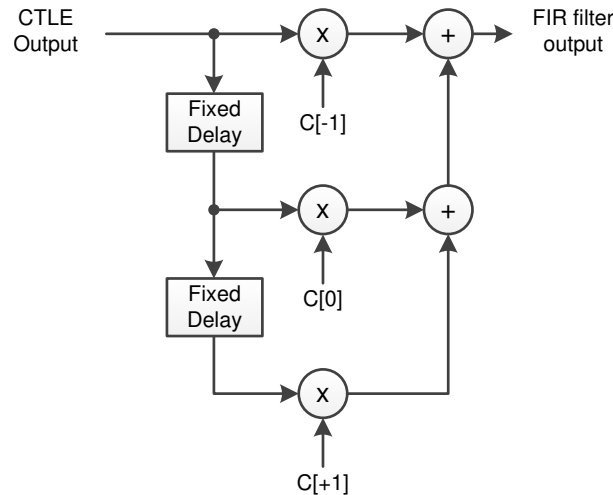 CTLE
Output
FIR filter
output
x
+
C[-1]
Fixed
Delay
x
+
C[0]
Fixed
Delay
x
C[+1]